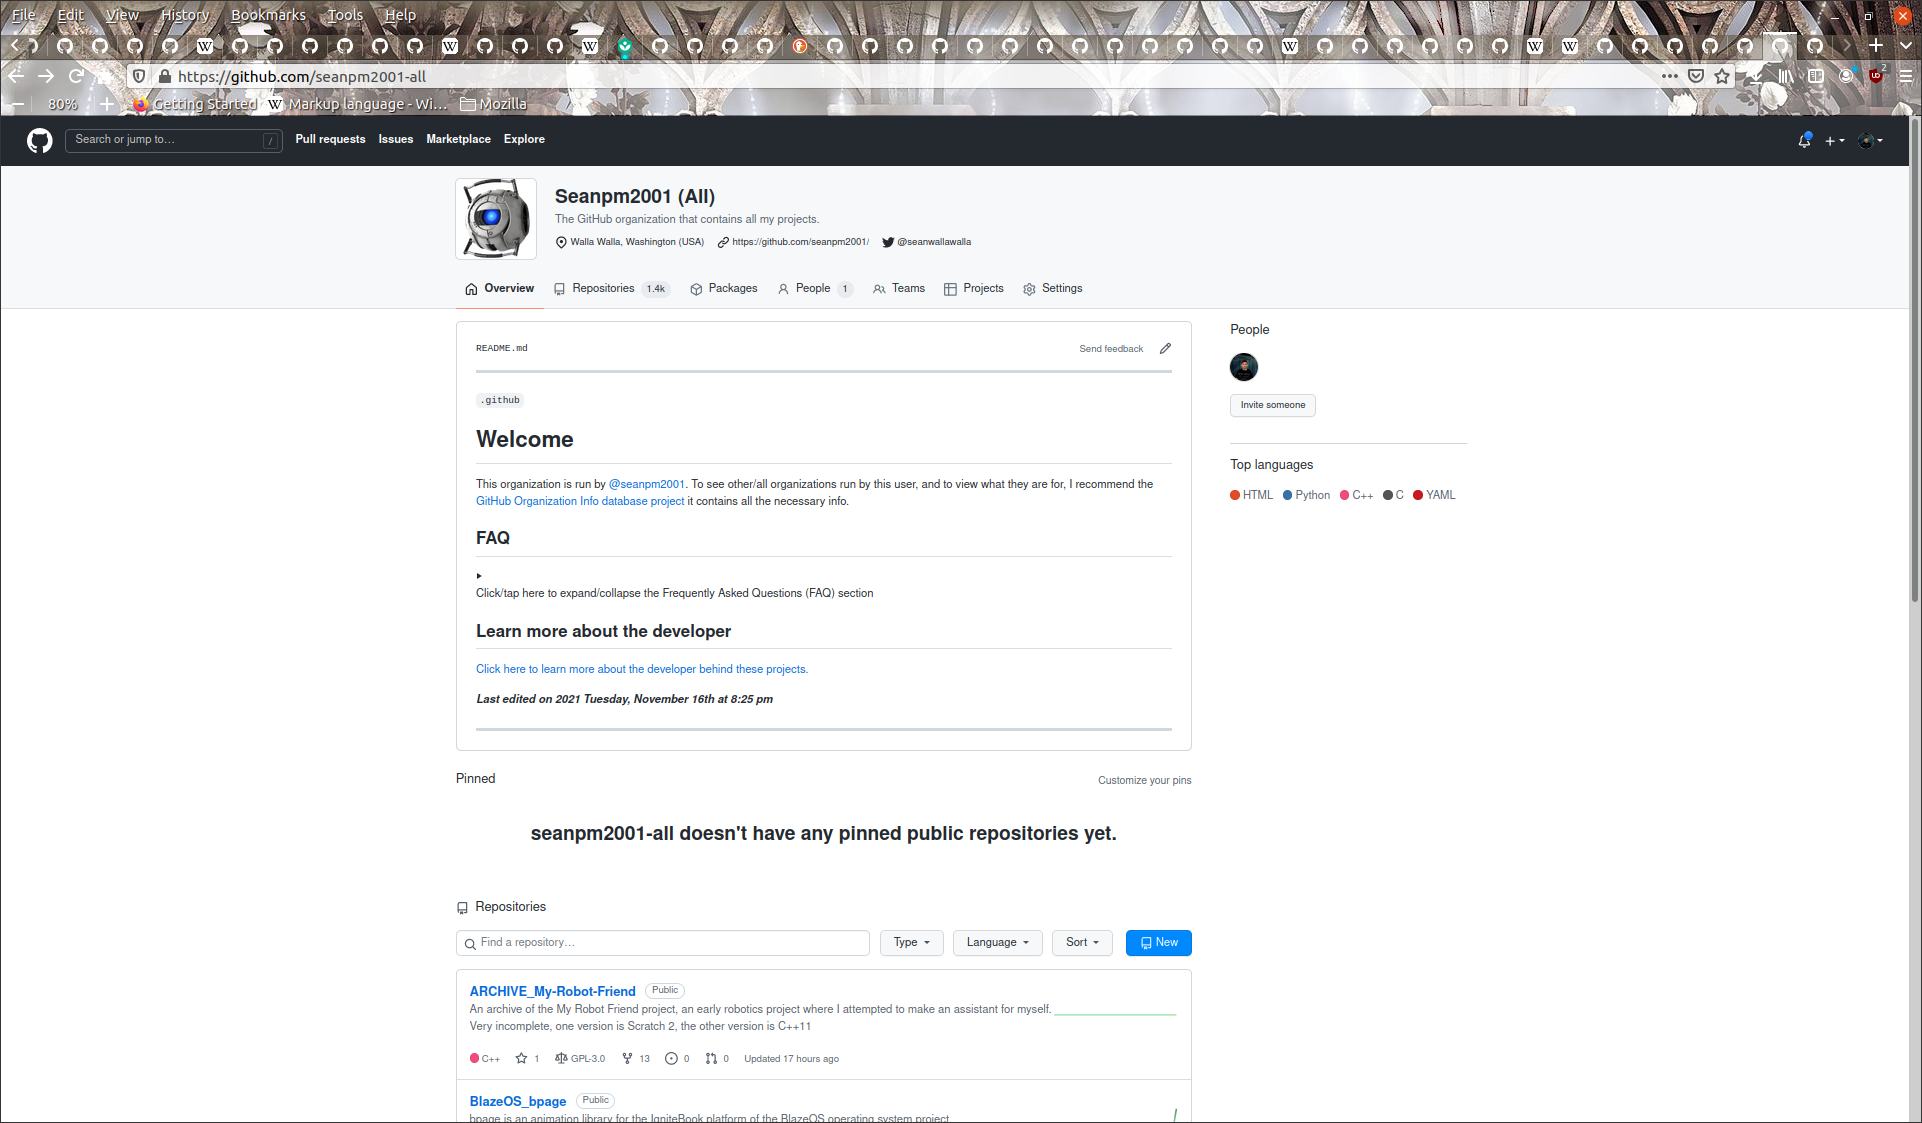 File Edit View History Bookmarks Tools Help
https://github.com/seanpm2001-all
2
80% Getting Started Markup language - Wi... Mozilla
Search or jump to... / Pull requests Issues Marketplace Explore
Seanpm2001 (All)
The GitHub organization that contains all my projects.
Walla Walla, Washington (USA) https://github.com/seanpm2001/ @seanwallawalla
Overview Repositories 1.4k Packages People 1 Teams Projects Settings
README.md Send feedback
.github
Welcome
This organization is run by @seanpm2001. To see other/all organizations run by this user, and to view what they are for, I recommend the
GitHub Organization Info database project it contains all the necessary info.
FAQ
Click/tap here to expand/collapse the Frequently Asked Questions (FAQ) section
Learn more about the developer
Click here to learn more about the developer behind these projects.
Last edited on 2021 Tuesday, November 16th at 8:25 pm
People
Invite someone
Top languages
HTML Python C++ C YAML
Pinned Customize your pins
seanpm2001-all doesn't have any pinned public repositories yet.
Repositories
Find a repository... Type Language Sort New
ARCHIVE_My-Robot-Friend Public
An archive of the My Robot Friend project, an early robotics project where I attempted to make an assistant for myself.
Very incomplete, one version is Scratch 2, the other version is C++11
C++ 1 GPL-3.0 13 0 0 Updated 17 hours ago
BlazeOS_bpage Public
bpage is an animation library for the IgniteBook platform of the BlazeOS operating system project